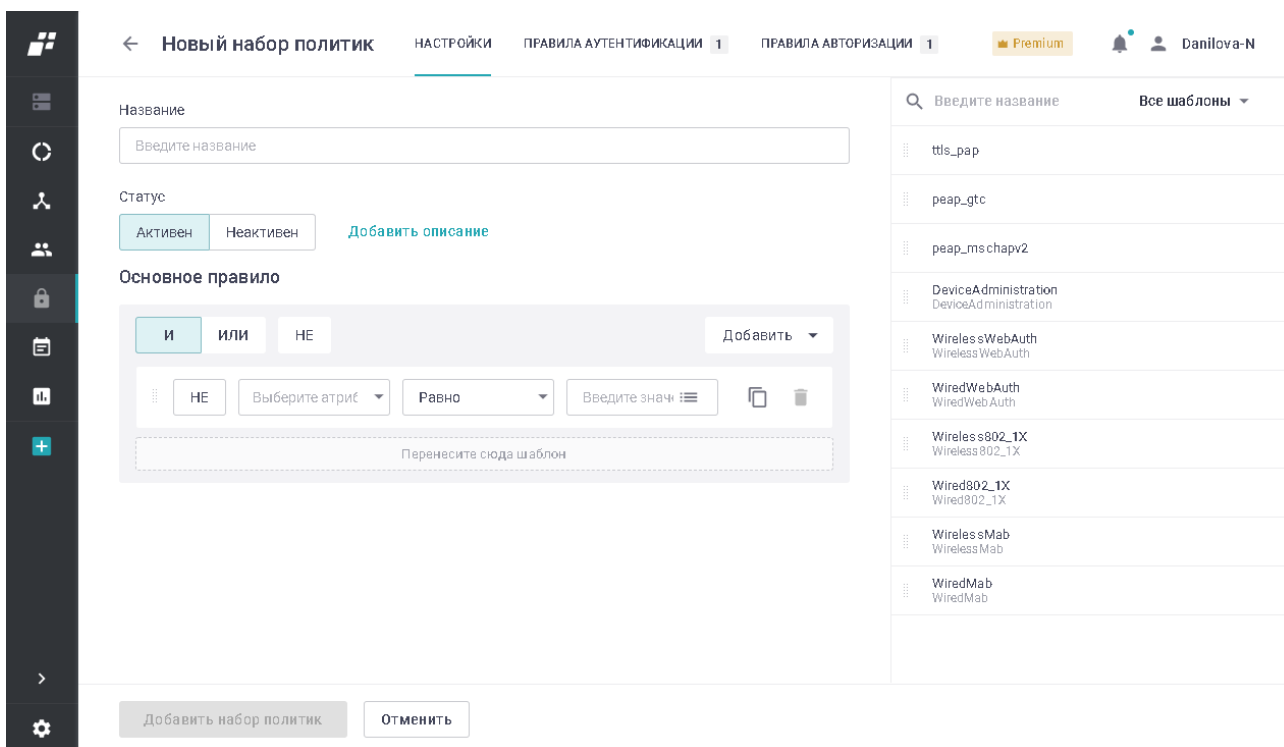 Новый набор политик
НАСТРОЙКИ
ПРАВИЛА АУТЕНТИФИКАЦИИ 1
ПРАВИЛА АВТОРИЗАЦИИ 1
Premium
Danilova-N
Название
Введите название
Статус
Активен
Неактивен
Добавить описание
Основное правило
И
ИЛИ
НЕ
Добавить
НЕ
Выберите атриб
Равно
Введите знач
Перенесите сюда шаблон
Добавить набор политик
Отменить
Введите название
Все шаблоны
ttls_pap
peap_gtc
peap_mschapv2
DeviceAdministration
DeviceAdministration
WirelessWebAuth
WirelessWebAuth
WiredWebAuth
WiredWebAuth
Wireless802_1X
Wireless802_1X
Wired802_1X
Wired802_1X
WirelessMab
WirelessMab
WiredMab
WiredMab